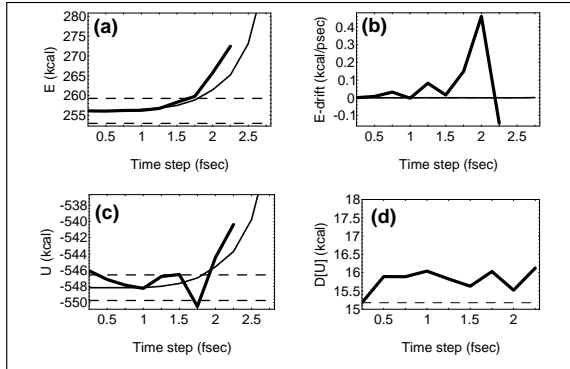 280
275
270
265
260
255
E (kcal)
(a)
0.5 1 1.5 2 2.5
Time step (fsec)
0.4
0.3
0.2
0.1
0
-0.1
E-drift (kcal/psec)
(b)
0.5 1 1.5 2 2.5
Time step (fsec)
-538
-540
-542
-544
-546
-548
-550
U (kcal)
(c)
0.5 1 1.5 2 2.5
Time step (fsec)
18
17.5
17
16.5
16
15.5
15
D[U] (kcal)
(d)
0.5 1 1.5 2
Time step (fsec)